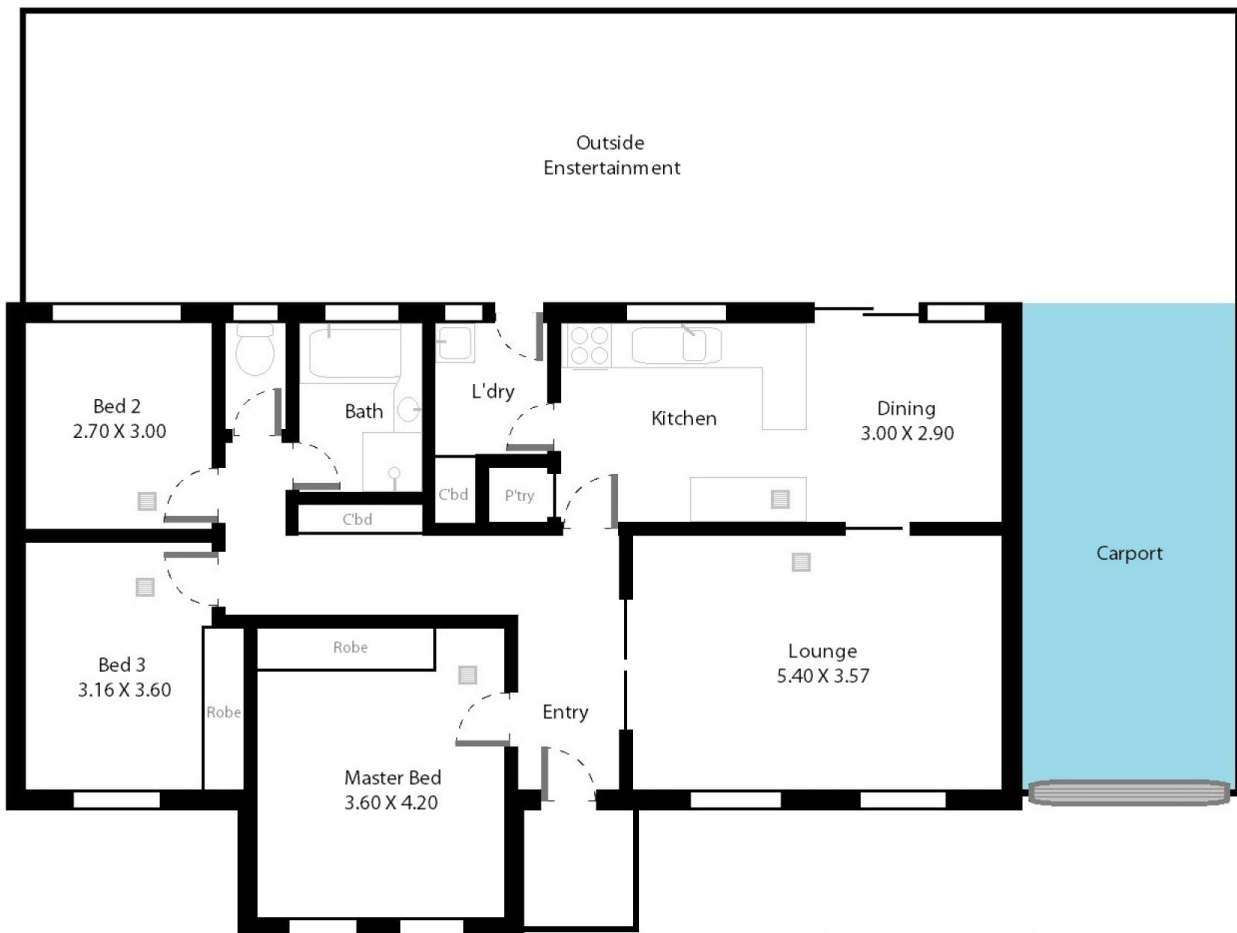 Outside
Enstertainment
Bed 2
2.70 X 3.00
Bath
L'dry
Kitchen
Dining
3.00 X 2.90
C'bd
P'try
C'bd
Carport
Bed 3
3.16 X 3.60
Robe
Robe
Master Bed
3.60 X 4.20
Entry
Lounge
5.40 X 3.57